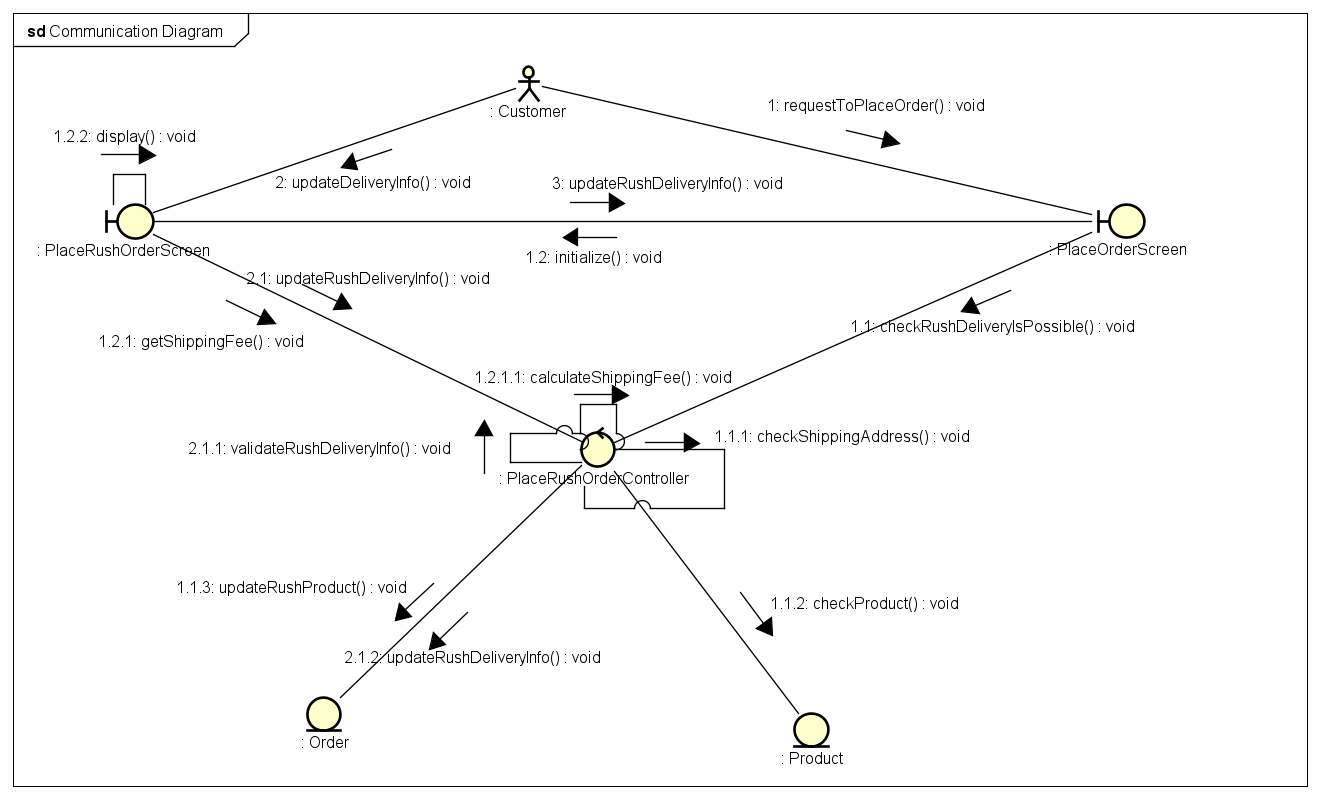 sd Communication Diagram
: Customer
1: requestToPlaceOrder() : void
1.2.2: display() : void
2: updateDeliveryInfo() : void
3: updateRushDeliveryInfo() : void
: PlaceRushOrderScreen
: PlaceOrderScreen
1.2: initialize() : void
2.1: updateRushDeliveryInfo() : void
1.1: checkRushDeliveryIsPossible() : void
1.2.1: getShippingFee() : void
1.2.1.1: calculateShippingFee() : void
2.1.1: validateRushDeliveryInfo() : void
1.1.1: checkShippingAddress() : void
: PlaceRushOrderController
1.1.3: updateRushProduct() : void
1.1.2: checkProduct() : void
2.1.2: updateRushDeliveryInfo() : void
: Order
: Product